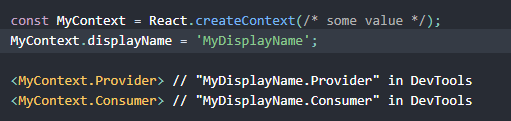 const MyContext = React.createContext(/* some value */);
MyContext.displayName = 'MyDisplayName';
<MyContext.Provider> // "MyDisplayName.Provider" in DevTools
<MyContext.Consumer> // "MyDisplayName.Consumer" in DevTools